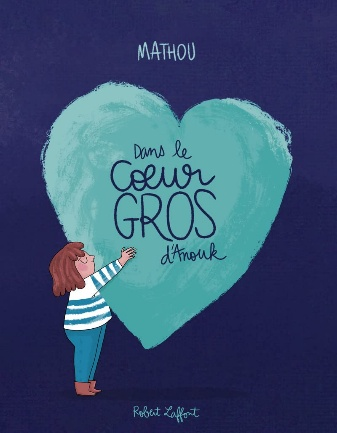 MATHOU
Dans le
Cœur
GROS
d'Anouk
Robert Laffont